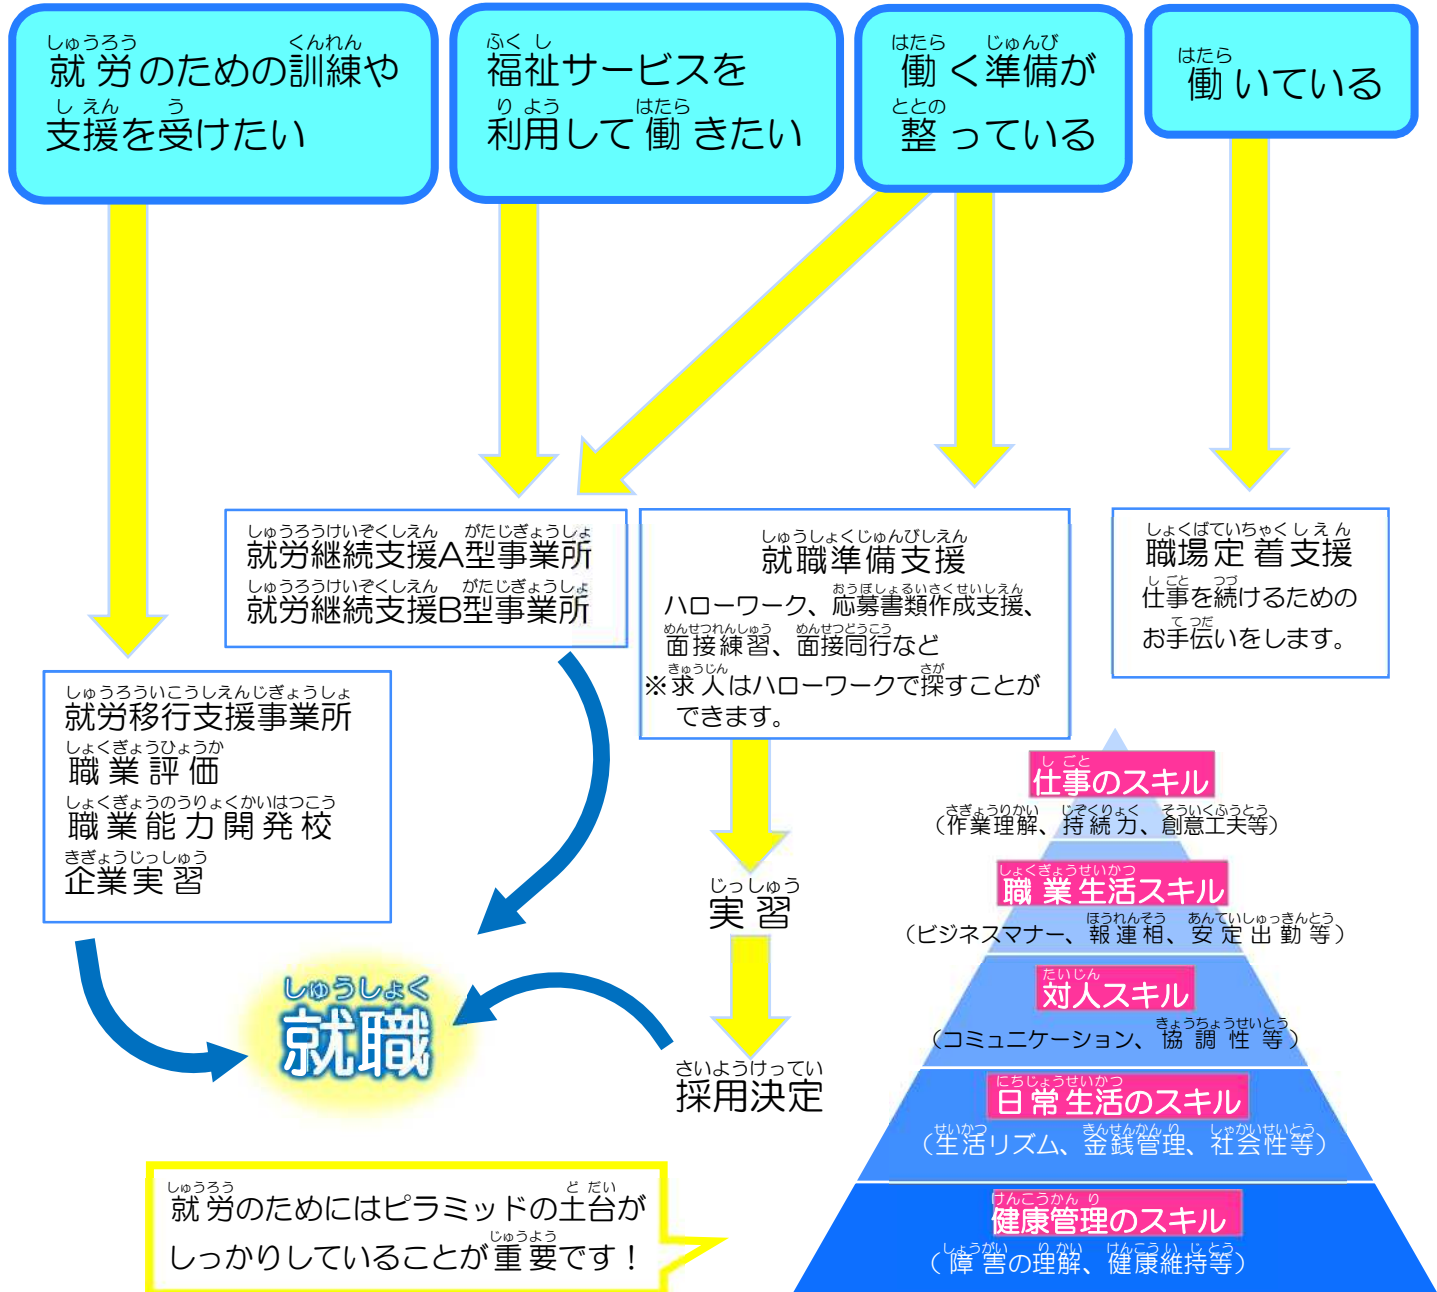 しゅうろう くんれん
就労のための訓練や
しえん う
支援を受けたい
ふくし
福祉サービスを
りよう はたら
利用して働きたい
はたら じゅんび
働く準備が
ととの
整っている
はたら
働いている
しゅうろうけいぞくしえん がたじぎょうしょ
就労継続支援A型事業所
しゅうろうけいぞくしえん がたじぎょうしょ
就労継続支援B型事業所
しゅうしょくじゅんびしえん
就職準備支援
おうぼしょるいさくせいしえん
ハローワーク、応募書類作成支援、
めんせつれんしゅう めんせつどうこう
面接練習、面接同行など
きゅうじん さが
※求人はハローワークで探すことが
できます。
しょくばていちゃくしえん
職場定着支援
しごと つづ
仕事を続けるための
てつだ
お手伝いをします。
しゅうろういこうしえんじぎょうしょ
就労移行支援事業所
しょくぎょうひょうか
職業評価
しょくぎょうのうりょくかいはつこう
職業能力開発校
きぎょうじっしゅう
企業実習
じっしゅう
実習
さいようけってい
採用決定
しゅうしょく
就職
しごと
仕事のスキル
さぎょうりかい じぞくりょく そういくふうとう
（作業理解、持続力、創意工夫等）
しょくぎょうせいかつ
職業生活スキル
ほうれんそう あんていしゅっきんとう
（ビジネスマナー、報連相、安定出勤等）
たいじん
対人スキル
きょうちょうせいとう
（コミュニケーション、協調性等）
にちじょうせいかつ
日常生活のスキル
せいかつ きんせんかんり しゃかいせいとう
（生活リズム、金銭管理、社会性等）
けんこうかんり
健康管理のスキル
しょうがい りかい けんこういじとう
（障害の理解、健康維持等）
しゅうろう どだい
就労のためにはピラミッドの土台が
じゅうよう
しっかりしていることが重要です！